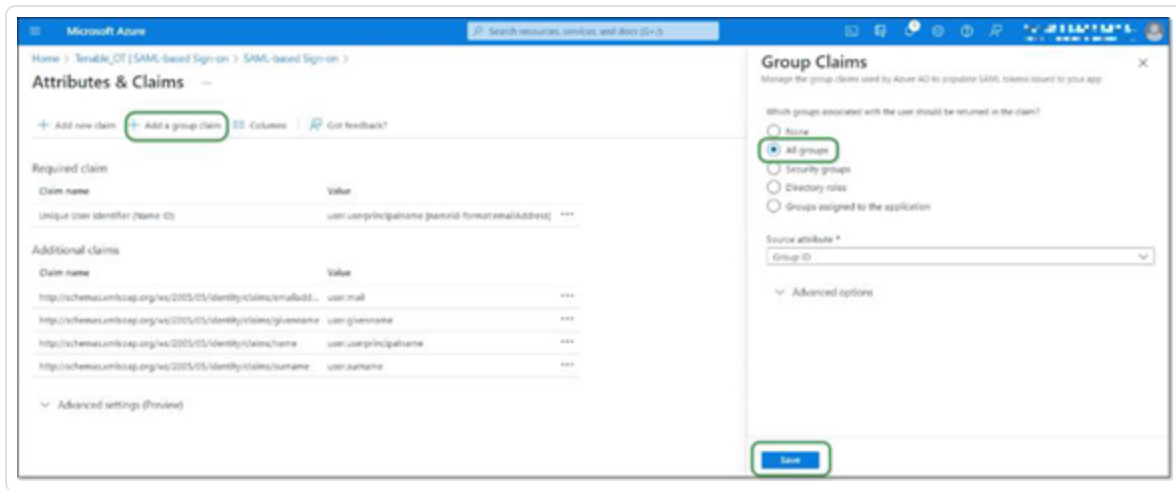 Microsoft Azure
Search resources, services, and docs (G+/)
Home > Tenable_OT | SAML-based Sign-on > SAML-based Sign-on >
Attributes & Claims
Add new claim Add a group claim Columns Got feedback?
Required claim
Claim name Value
Unique User Identifier (Name ID) user.userprincipalname [nameid-format:emailAddress]
Additional claims
Claim name Value
http://schemas.xmlsoap.org/ws/2005/05/identity/claims/emailadd... user.mail
http://schemas.xmlsoap.org/ws/2005/05/identity/claims/givenname user.givenname
http://schemas.xmlsoap.org/ws/2005/05/identity/claims/name user.userprincipalname
http://schemas.xmlsoap.org/ws/2005/05/identity/claims/surname user.surname
Advanced settings (Preview)
Group Claims
Manage the group claims used by Azure AD to populate SAML tokens issued to your app
Which groups associated with the user should be returned in the claim?
None
All groups
Security groups
Directory roles
Groups assigned to the application
Source attribute *
Group ID
Advanced options
Save